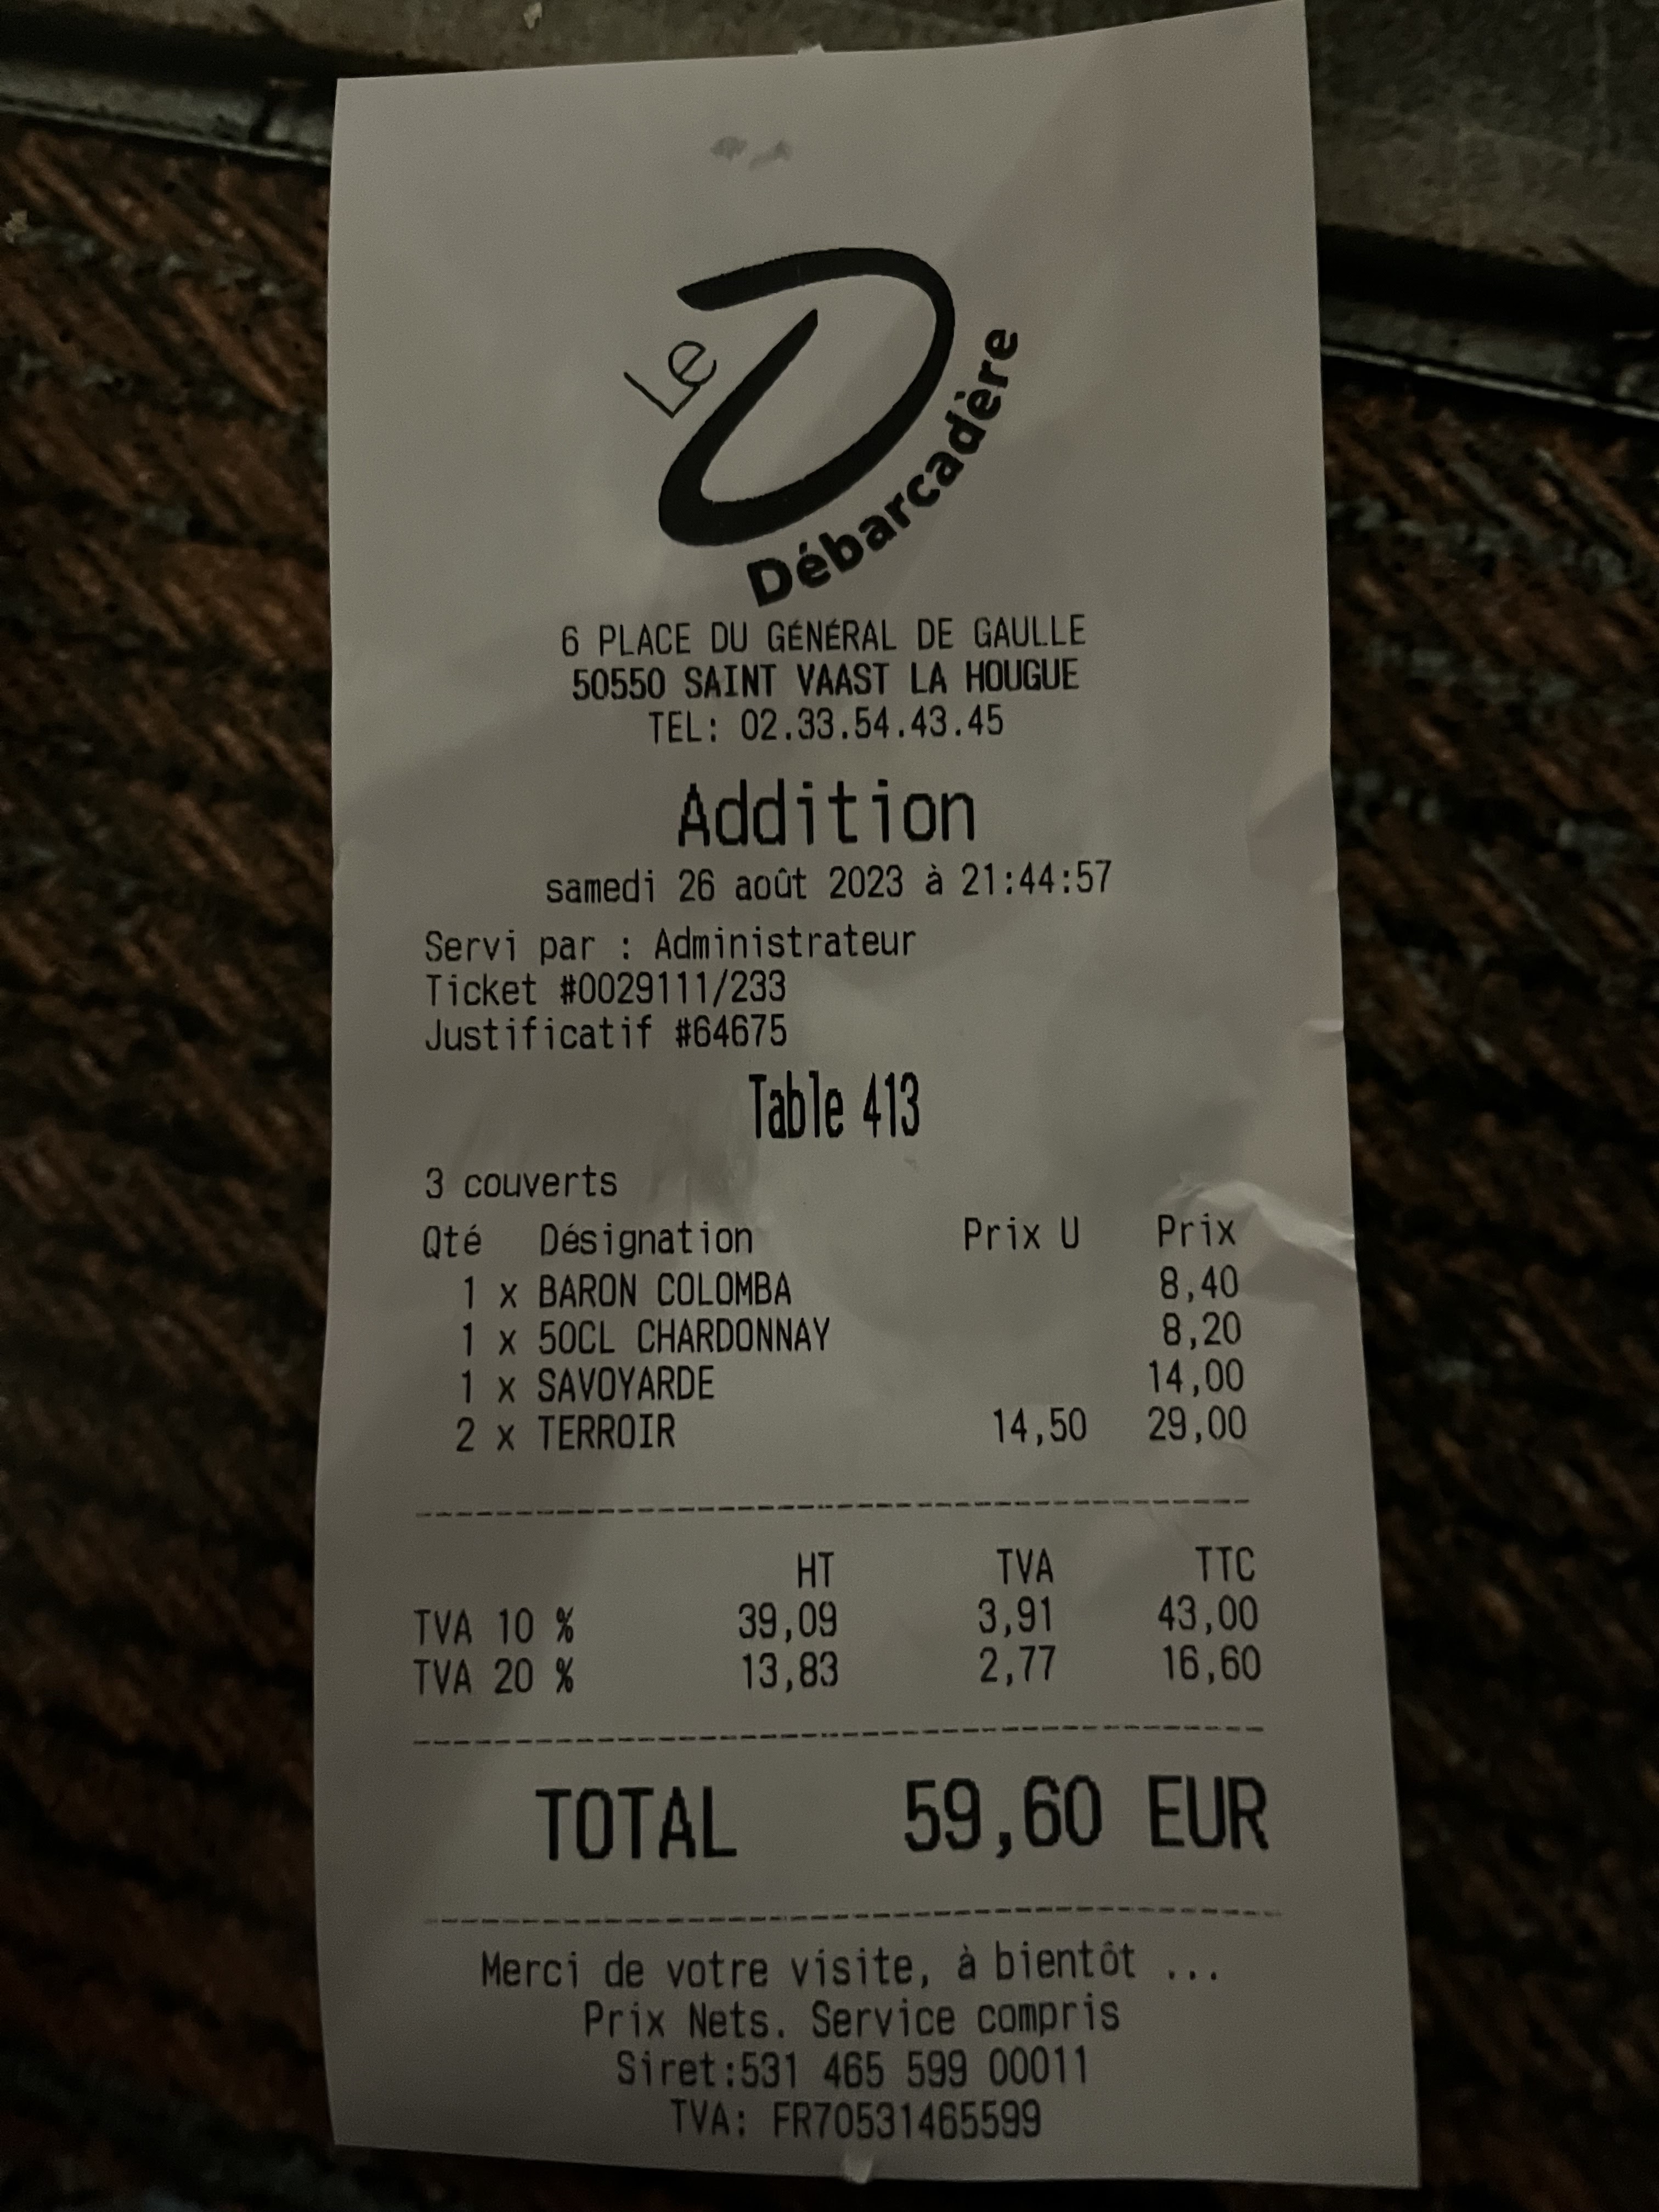 Le
Débarcadère
6 PLACE DU GÉNÉRAL DE GAULLE
50550 SAINT VAAST LA HOUGUE
TEL: 02.33.54.43.45
Addition
samedi 26 août 2023 à 21:44:57
Servi par : Administrateur
Ticket #0029111/233
Justificatif #64675
Table 413
3 couverts
Qté Désignation Prix U Prix
1 x BARON COLOMBA 8,40
1 x 50CL CHARDONNAY 8,20
1 x SAVOYARDE 14,00
2 x TERROIR 14,50 29,00
HT TVA TTC
TVA 10 % 39,09 3,91 43,00
TVA 20 % 13,83 2,77 16,60
TOTAL 59,60 EUR
Merci de votre visite, à bientôt ...
Prix Nets. Service compris
Siret:531 465 599 00011
TVA: FR70531465599